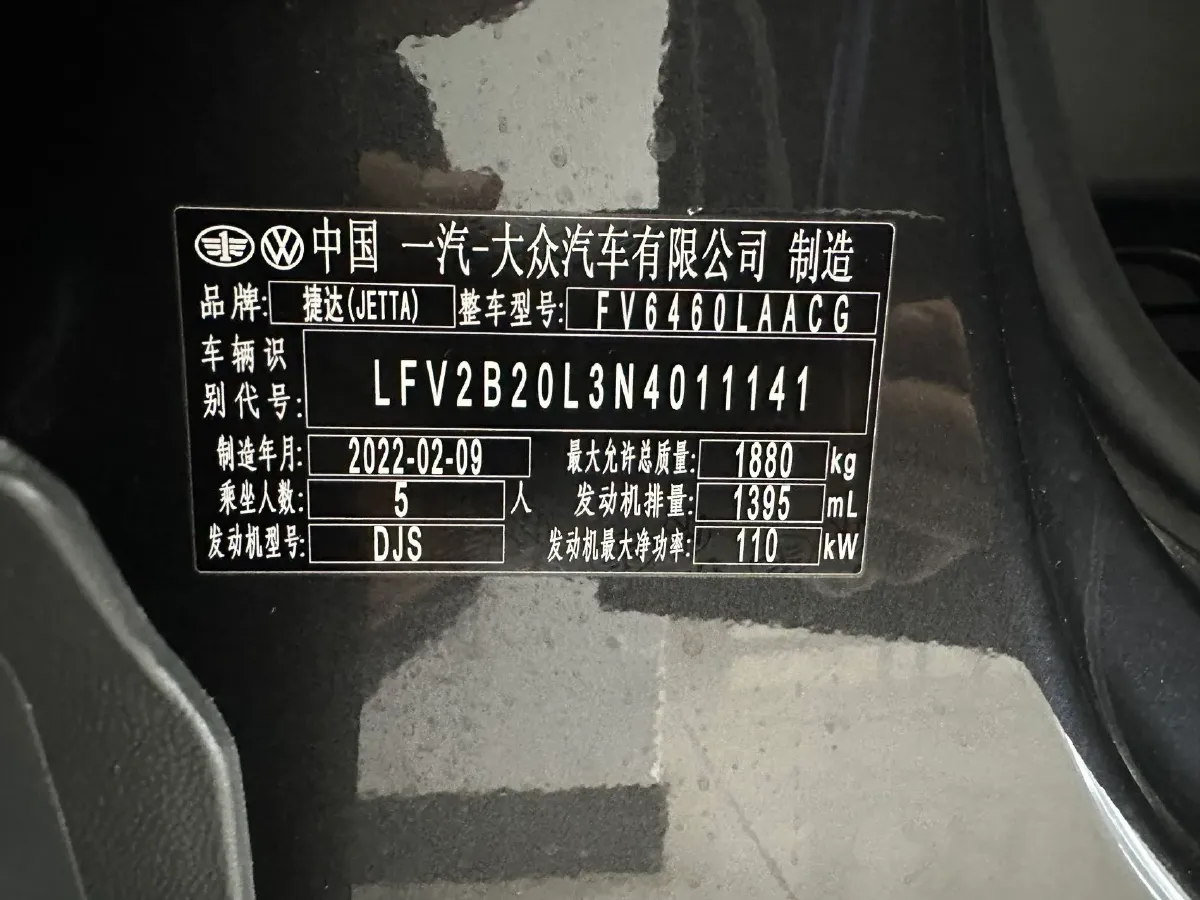 中国 一汽-大众汽车有限公司 制造
品牌: 捷达(JETTA) 整车型号: FV6460LAACG
车辆识别代号: LFV2B20L3N4011141
制造年月: 2022-02-09 最大允许总质量: 1880 kg
乘坐人数: 5 人 发动机排量: 1395 mL
发动机型号: DJS 发动机最大净功率: 110 kW